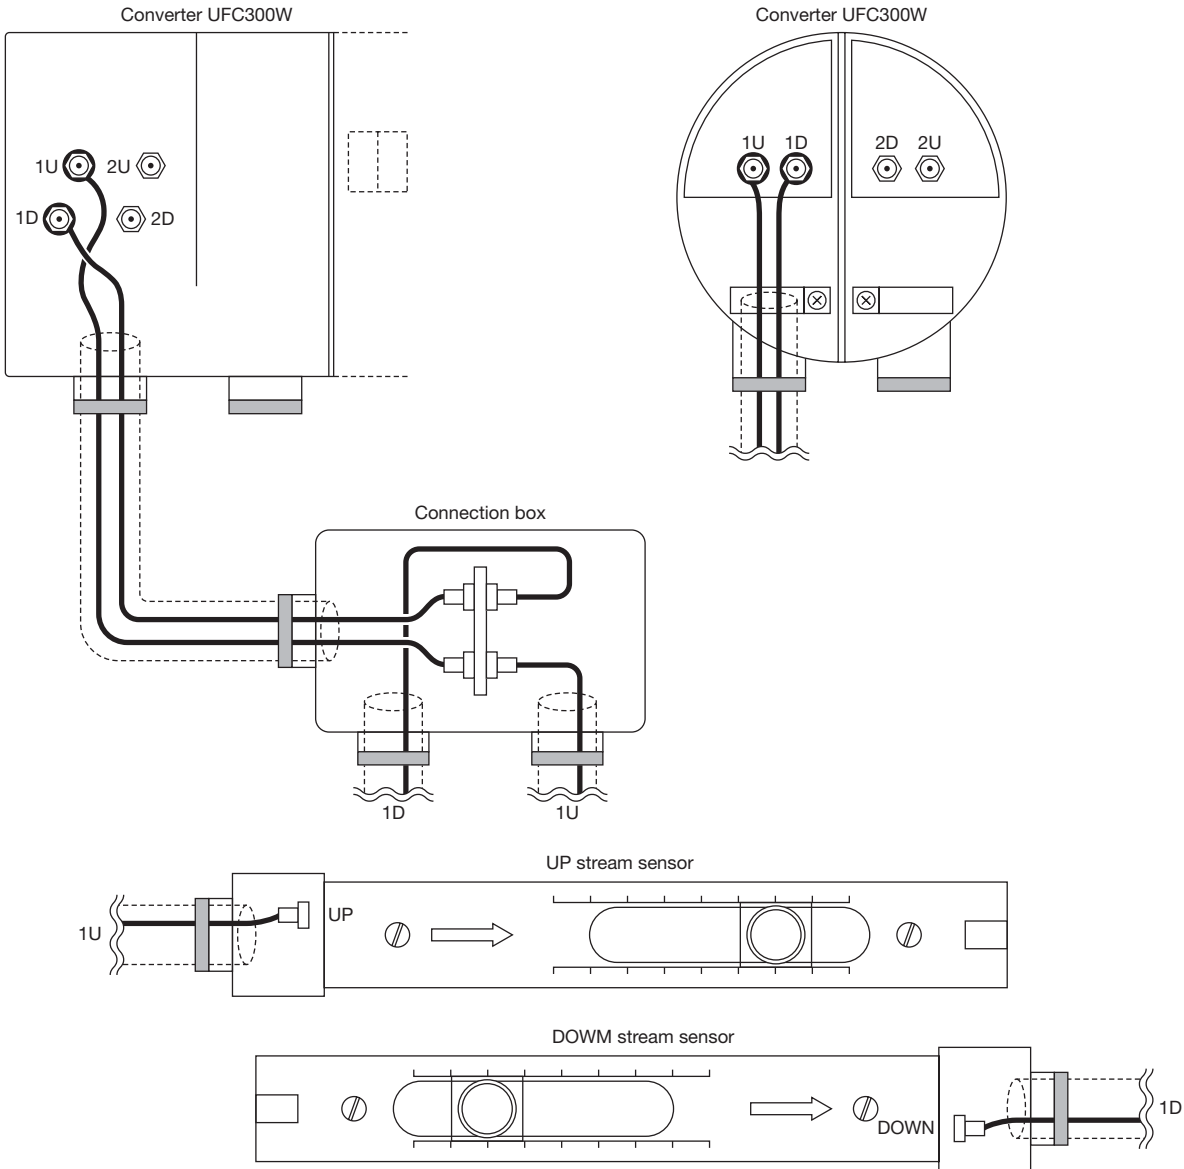 Converter UFC300W
Converter UFC300W
1U 2U
1D 2D
1U 1D 2D 2U
Connection box
1D 1U
UP stream sensor
UP
1U
DOWM stream sensor
1D
DOWN